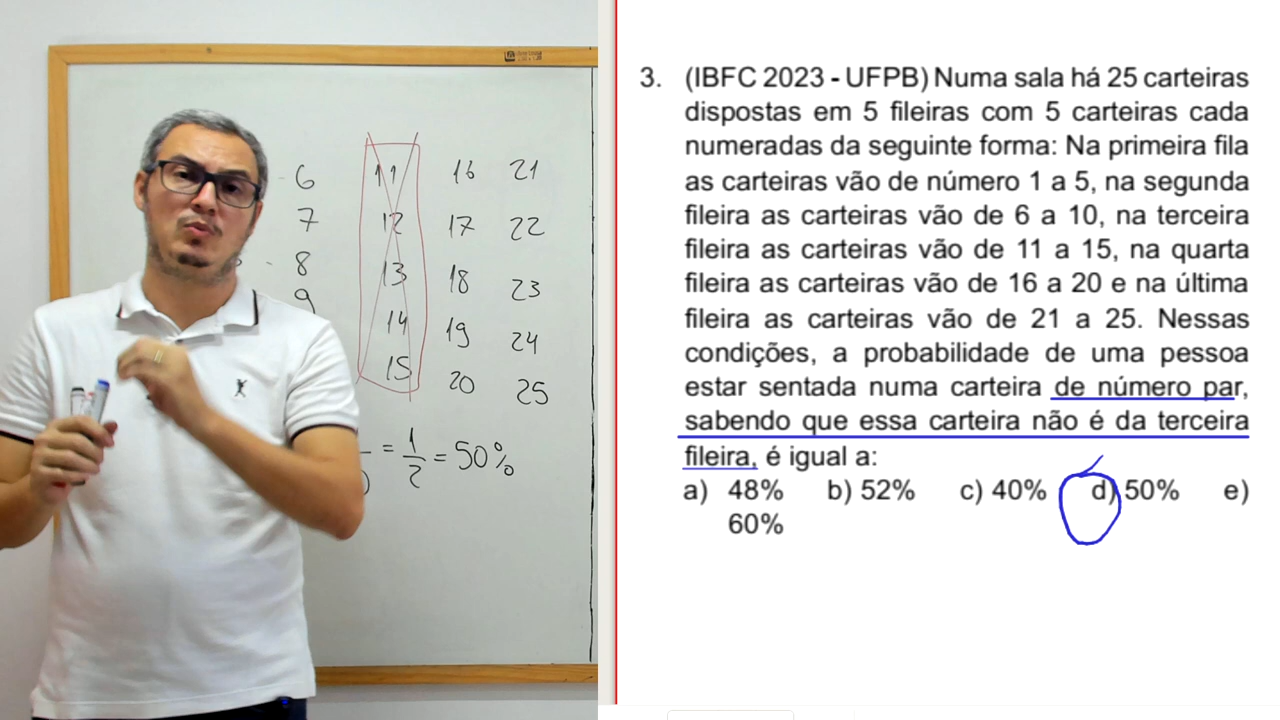 6 11 16 21
7 12 17 22
8 13 18 23
9 14 19 24
15 20 25
= 1/2 = 50%
3. (IBFC 2023 - UFPB) Numa sala há 25 carteiras
dispostas em 5 fileiras com 5 carteiras cada
numeradas da seguinte forma: Na primeira fila
as carteiras vão de número 1 a 5, na segunda
fileira as carteiras vão de 6 a 10, na terceira
fileira as carteiras vão de 11 a 15, na quarta
fileira as carteiras vão de 16 a 20 e na última
fileira as carteiras vão de 21 a 25. Nessas
condições, a probabilidade de uma pessoa
estar sentada numa carteira de número par,
sabendo que essa carteira não é da terceira
fileira, é igual a:
a) 48% b) 52% c) 40% d) 50% e)
60%